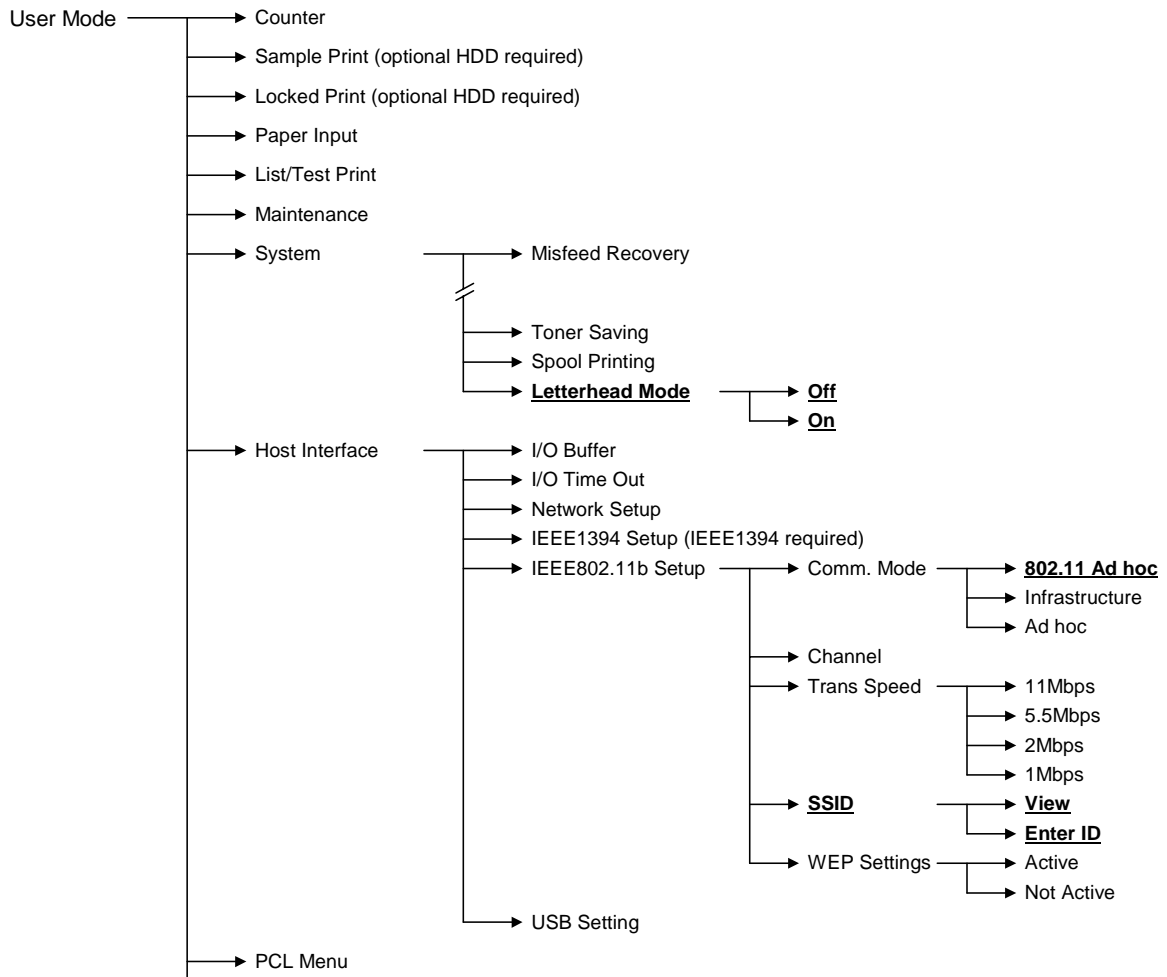 User Mode
Counter
Sample Print (optional HDD required)
Locked Print (optional HDD required)
Paper Input
List/Test Print
Maintenance
System
Misfeed Recovery
Toner Saving
Spool Printing
Letterhead Mode
Off
On
Host Interface
I/O Buffer
I/O Time Out
Network Setup
IEEE1394 Setup (IEEE1394 required)
IEEE802.11b Setup
Comm. Mode
802.11 Ad hoc
Infrastructure
Ad hoc
Channel
Trans Speed
11Mbps
5.5Mbps
2Mbps
1Mbps
SSID
View
Enter ID
WEP Settings
Active
Not Active
USB Setting
PCL Menu